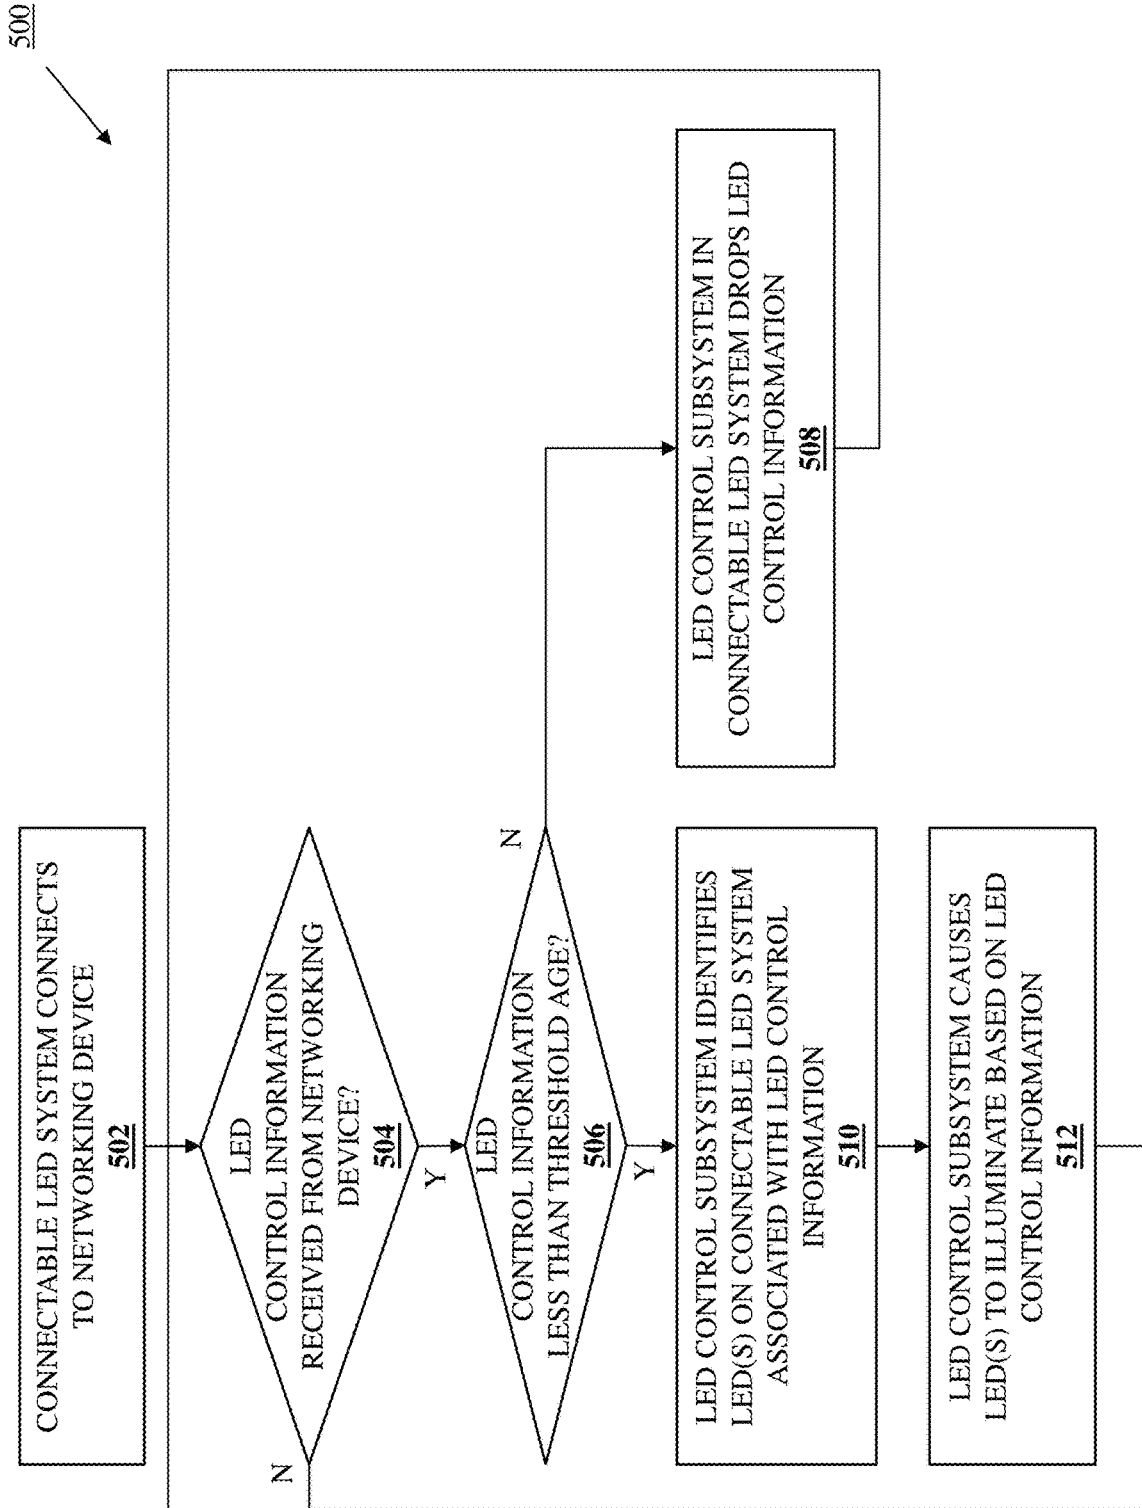 500
CONNECTABLE LED SYSTEM CONNECTS
TO NETWORKING DEVICE
502
LED
CONTROL INFORMATION
RECEIVED FROM NETWORKING
DEVICE?
504
N
Y
LED
CONTROL INFORMATION
LESS THAN THRESHOLD AGE?
506
N
Y
LED CONTROL SUBSYSTEM IN
CONNECTABLE LED SYSTEM DROPS LED
CONTROL INFORMATION
508
LED CONTROL SUBSYSTEM IDENTIFIES
LED(S) ON CONNECTABLE LED SYSTEM
ASSOCIATED WITH LED CONTROL
INFORMATION
510
LED CONTROL SUBSYSTEM CAUSES
LED(S) TO ILLUMINATE BASED ON LED
CONTROL INFORMATION
512